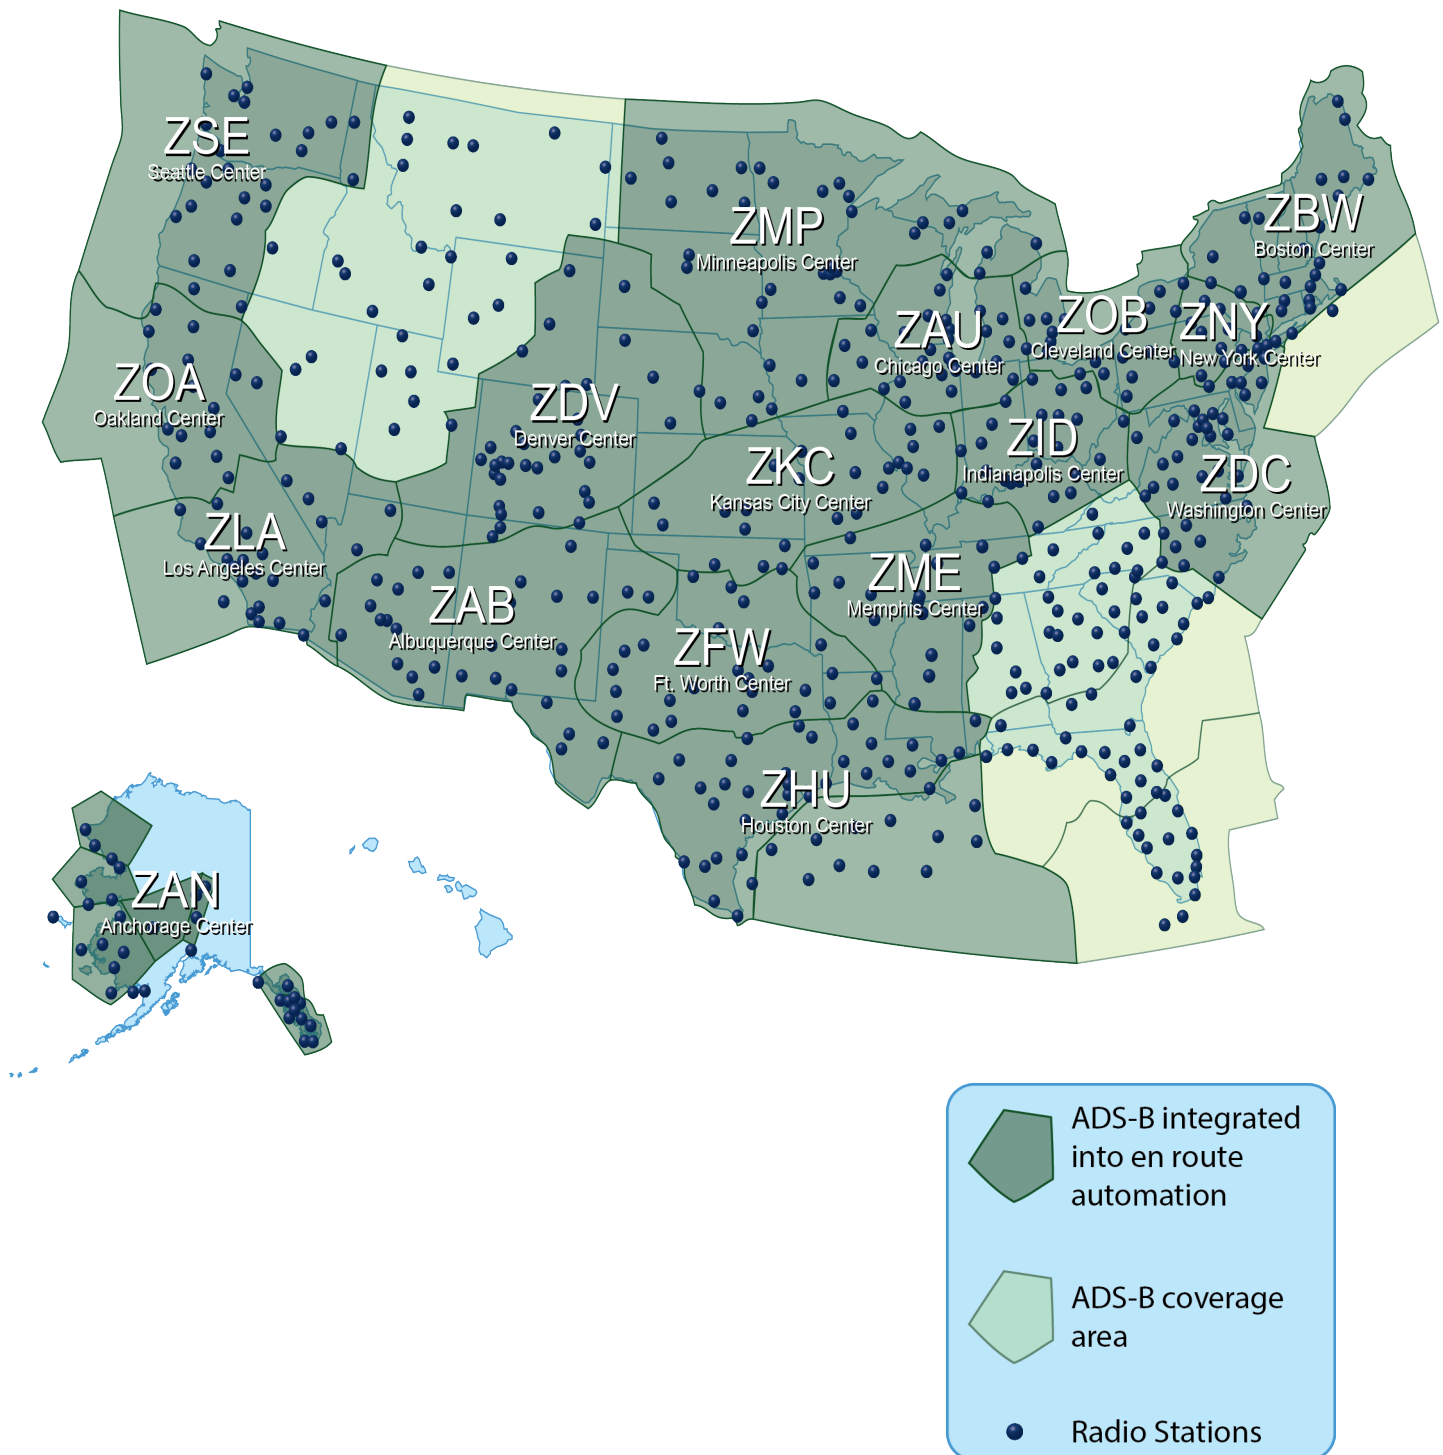 ZSE
Seattle Center
ZMP
Minneapolis Center
ZBW
Boston Center
ZAU
Chicago Center
ZOB
Cleveland Center
ZNY
New York Center
ZOA
Oakland Center
ZDV
Denver Center
ZKC
Kansas City Center
ZID
Indianapolis Center
ZDC
Washington Center
ZLA
Los Angeles Center
ZAB
Albuquerque Center
ZME
Memphis Center
ZFW
Ft. Worth Center
ZHU
Houston Center
ZAN
Anchorage Center
ADS-B integrated
into en route
automation
ADS-B coverage
area
Radio Stations